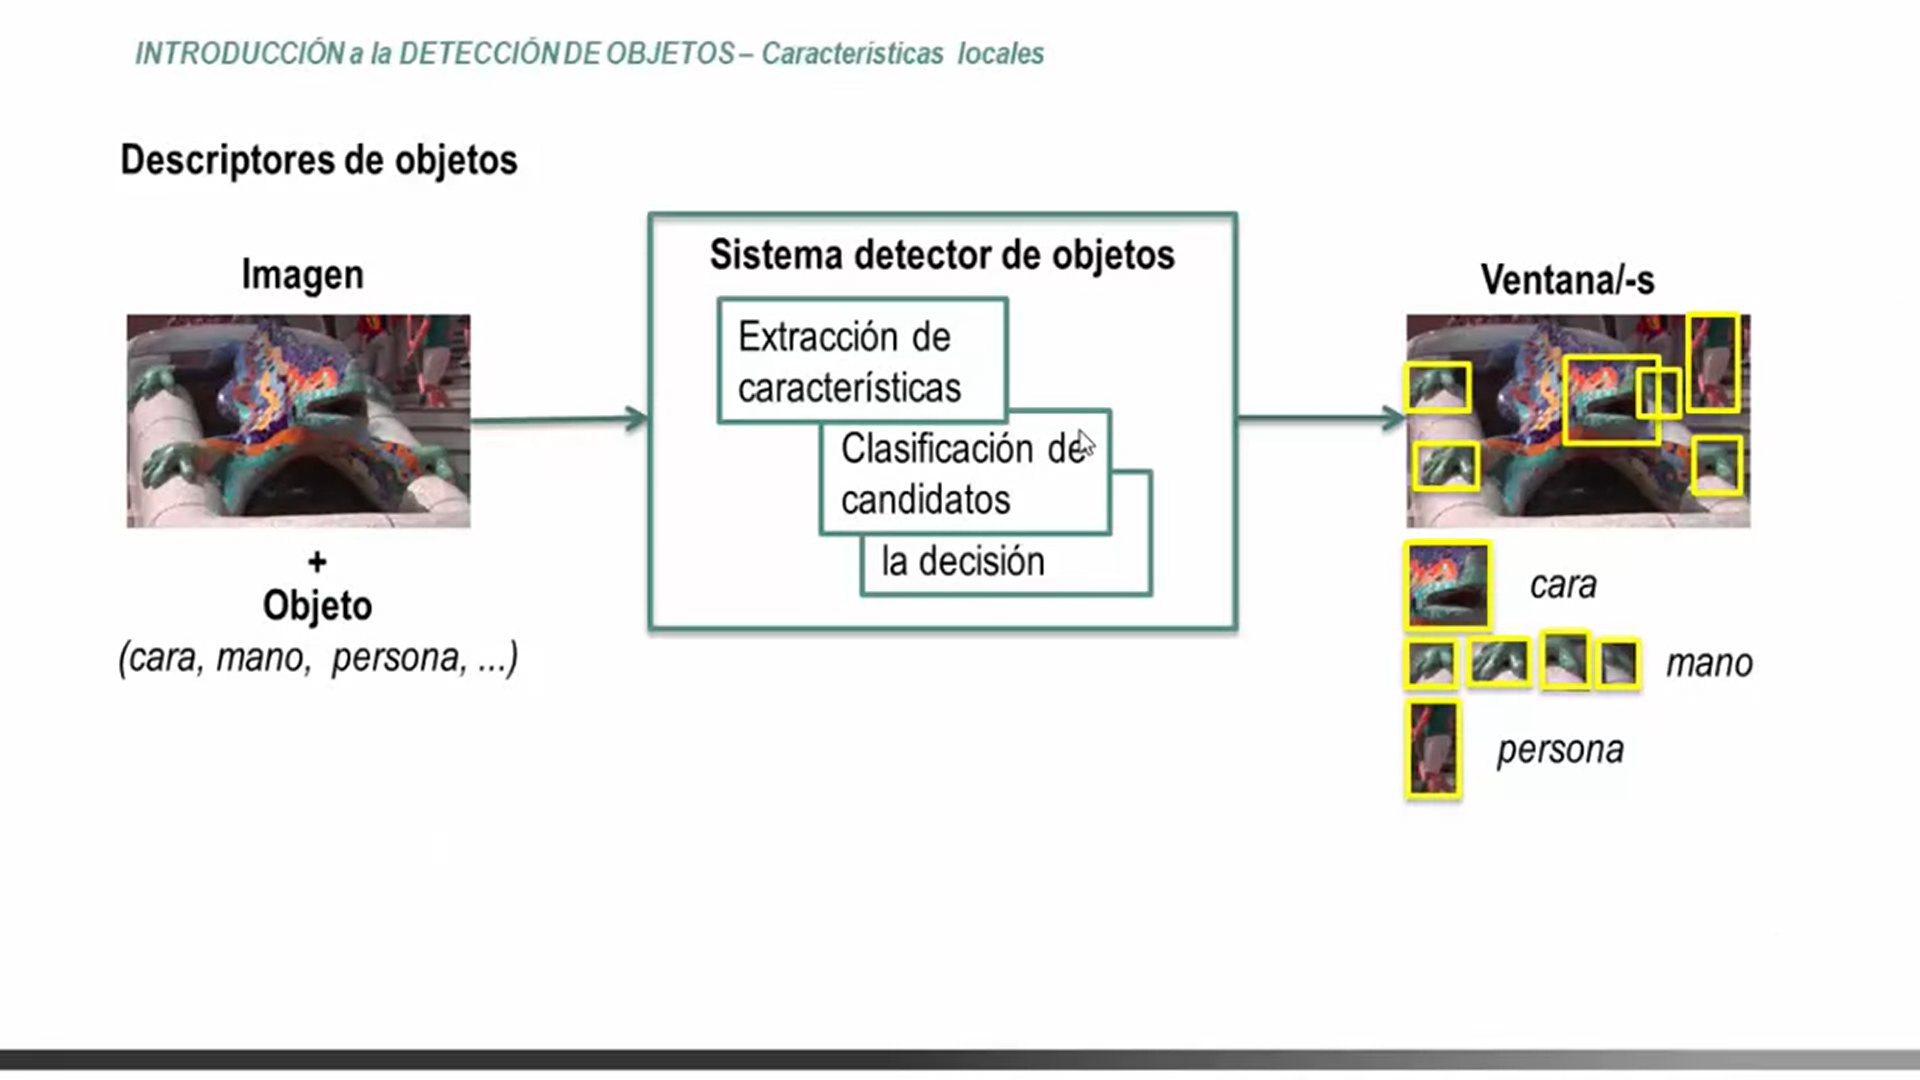 INTRODUCCIÓN a la DETECCIÓN DE OBJETOS – Características locales
Descriptores de objetos
Imagen
+
Objeto
(cara, mano, persona, ...)
Sistema detector de objetos
Extracción de
características
Clasificación de
candidatos
la decisión
Ventana/-s
cara
mano
persona